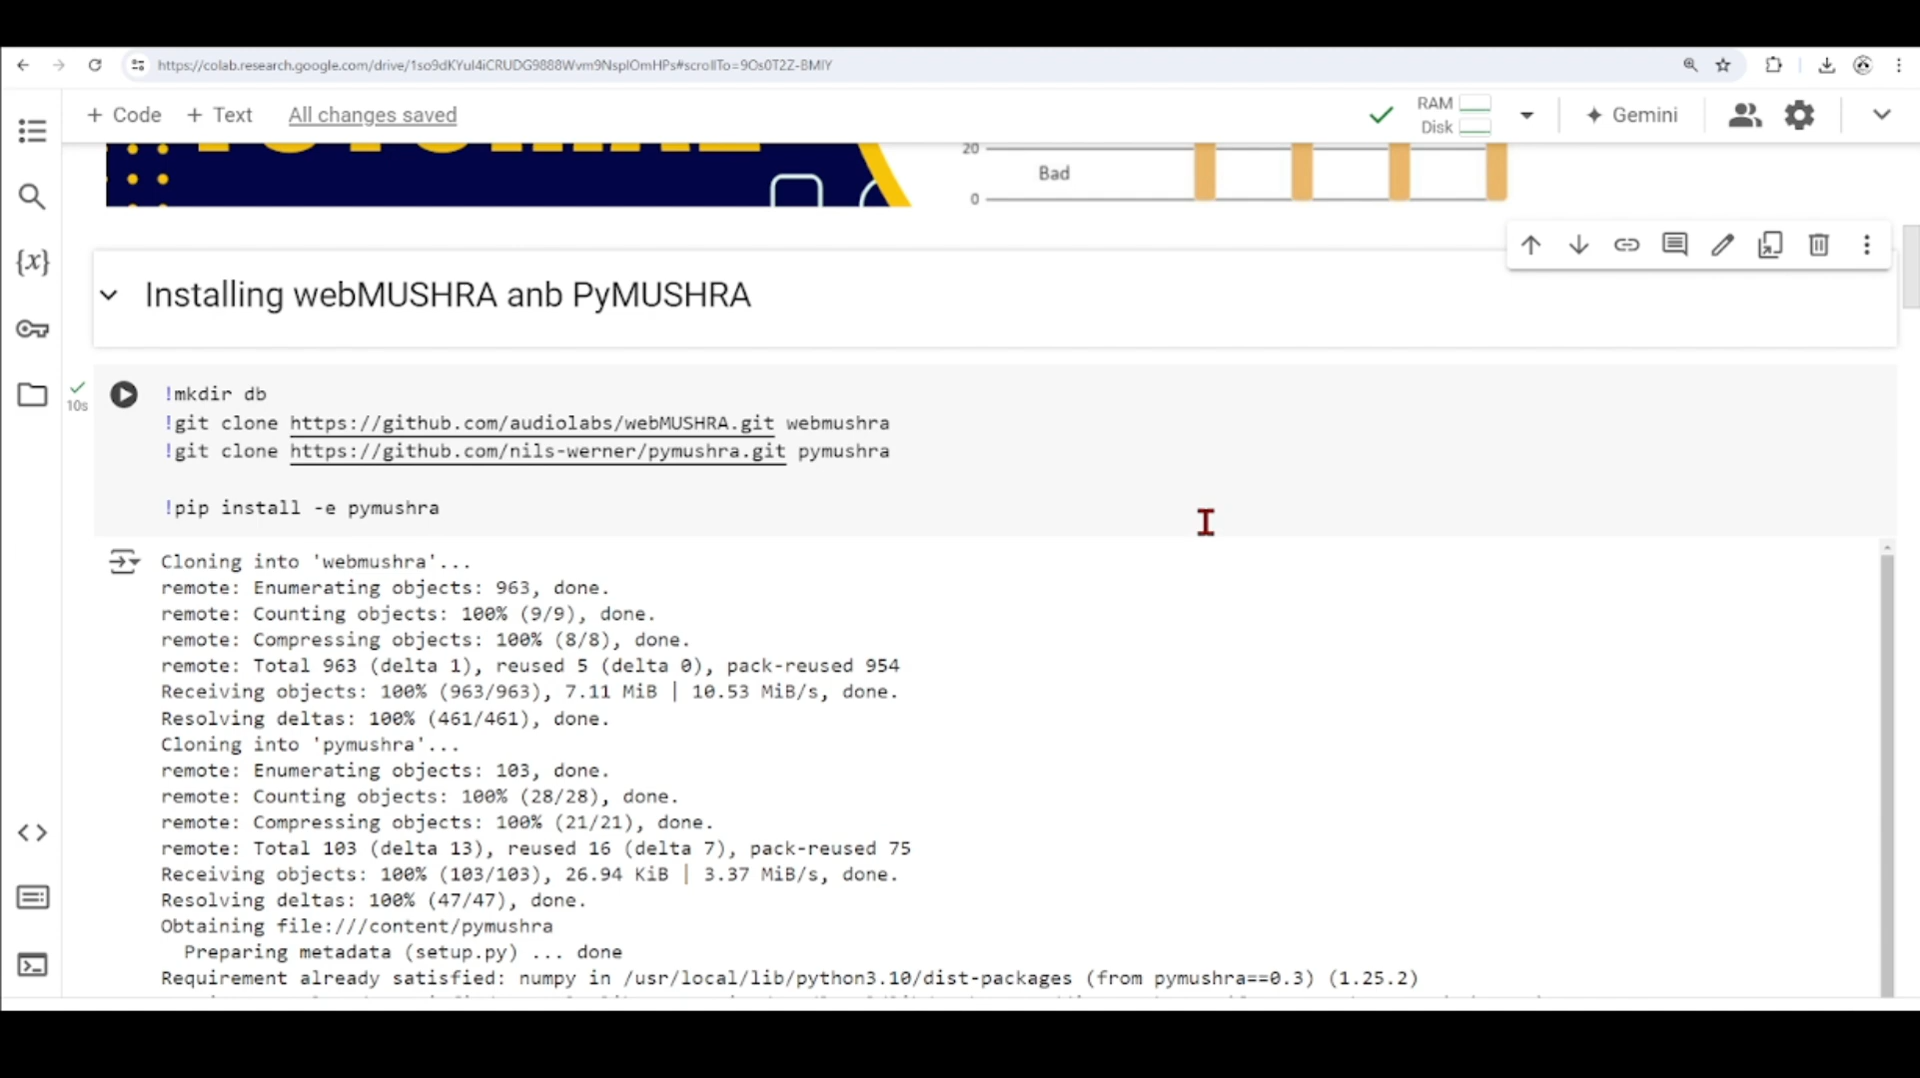 https://colab.research.google.com/drive/1so9dKYul4iCRUDG9888Wvm9NsplOmHPs#scrollTo=9Os0T2Z-8MlY
+ Code + Text All changes saved
RAM
Disk
Gemini
20
Bad
0
Installing webMUSHRA anb PyMUSHRA
10s
!mkdir db
!git clone https://github.com/audiolabs/webMUSHRA.git webmushra
!git clone https://github.com/nils-werner/pymushra.git pymushra
!pip install -e pymushra
Cloning into 'webmushra'...
remote: Enumerating objects: 963, done.
remote: Counting objects: 100% (9/9), done.
remote: Compressing objects: 100% (8/8), done.
remote: Total 963 (delta 1), reused 5 (delta 0), pack-reused 954
Receiving objects: 100% (963/963), 7.11 MiB | 10.53 MiB/s, done.
Resolving deltas: 100% (461/461), done.
Cloning into 'pymushra'...
remote: Enumerating objects: 103, done.
remote: Counting objects: 100% (28/28), done.
remote: Compressing objects: 100% (21/21), done.
remote: Total 103 (delta 13), reused 16 (delta 7), pack-reused 75
Receiving objects: 100% (103/103), 26.94 KiB | 3.37 MiB/s, done.
Resolving deltas: 100% (47/47), done.
Obtaining file:///content/pymushra
Preparing metadata (setup.py) ... done
Requirement already satisfied: numpy in /usr/local/lib/python3.10/dist-packages (from pymushra==0.3) (1.25.2)